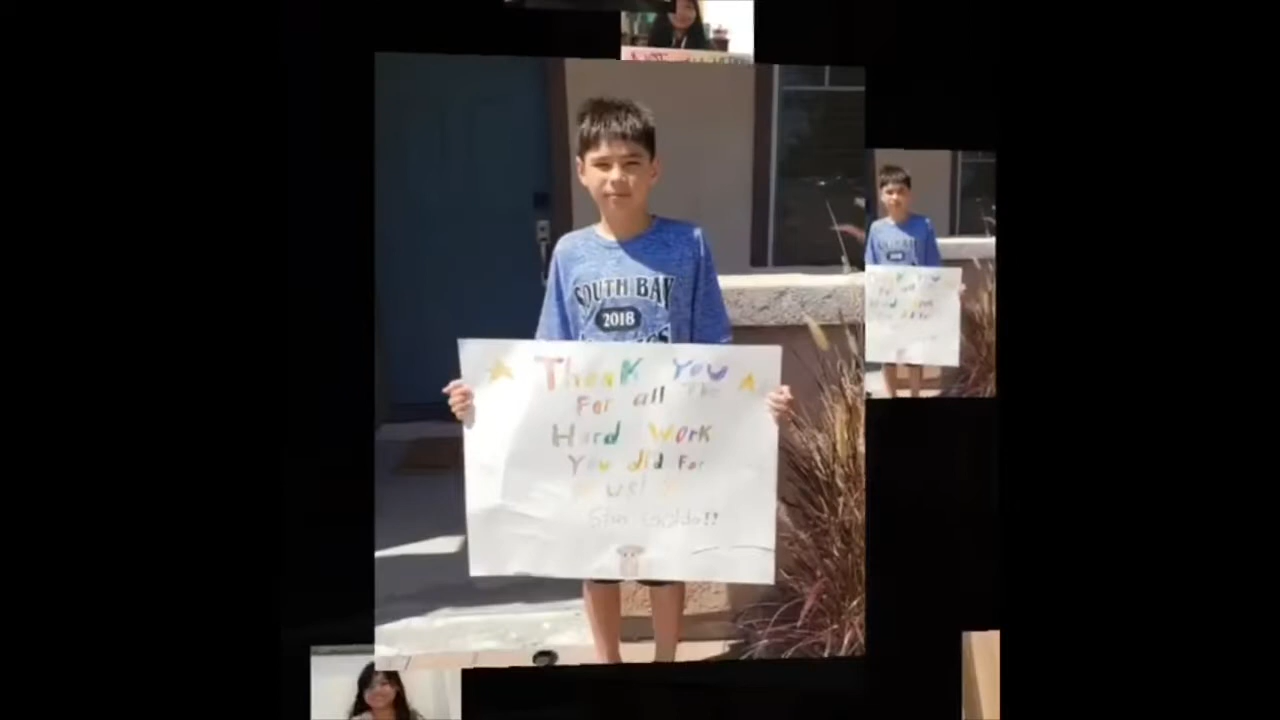 SOUTH BAY
2018
Thank You
For all The
Hard Work
You did For
us!